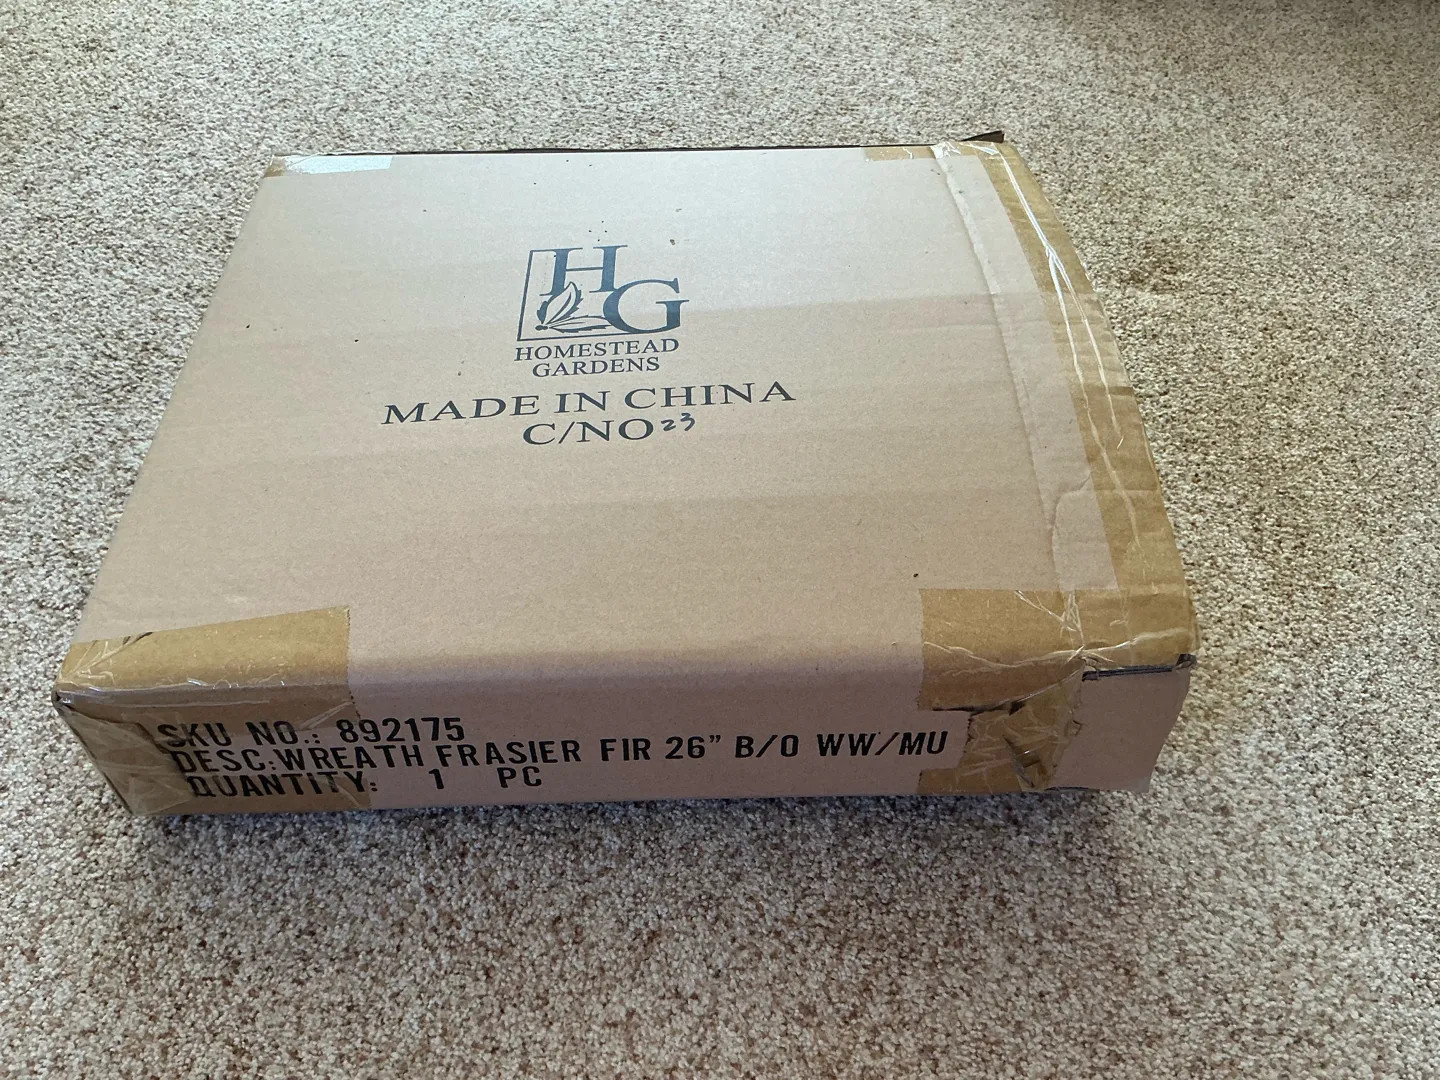 HG
HOMESTEAD
GARDENS
MADE IN CHINA
C/NO 23
SKU NO.: 892175
DESC:WREATH FRASIER FIR 26” B/O WW/MU
QUANTITY: 1 PC